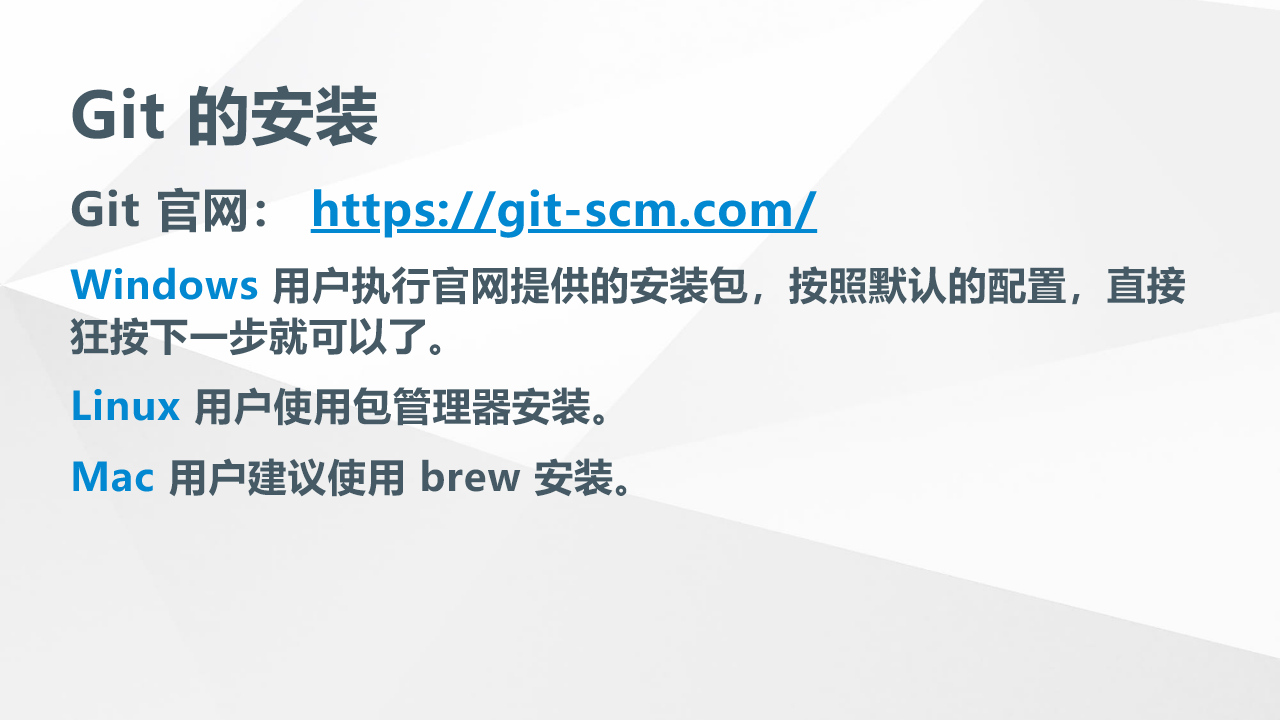 Git 的安装
Git 官网： https://git-scm.com/
Windows 用户执行官网提供的安装包，按照默认的配置，直接
狂按下一步就可以了。
Linux 用户使用包管理器安装。
Mac 用户建议使用 brew 安装。